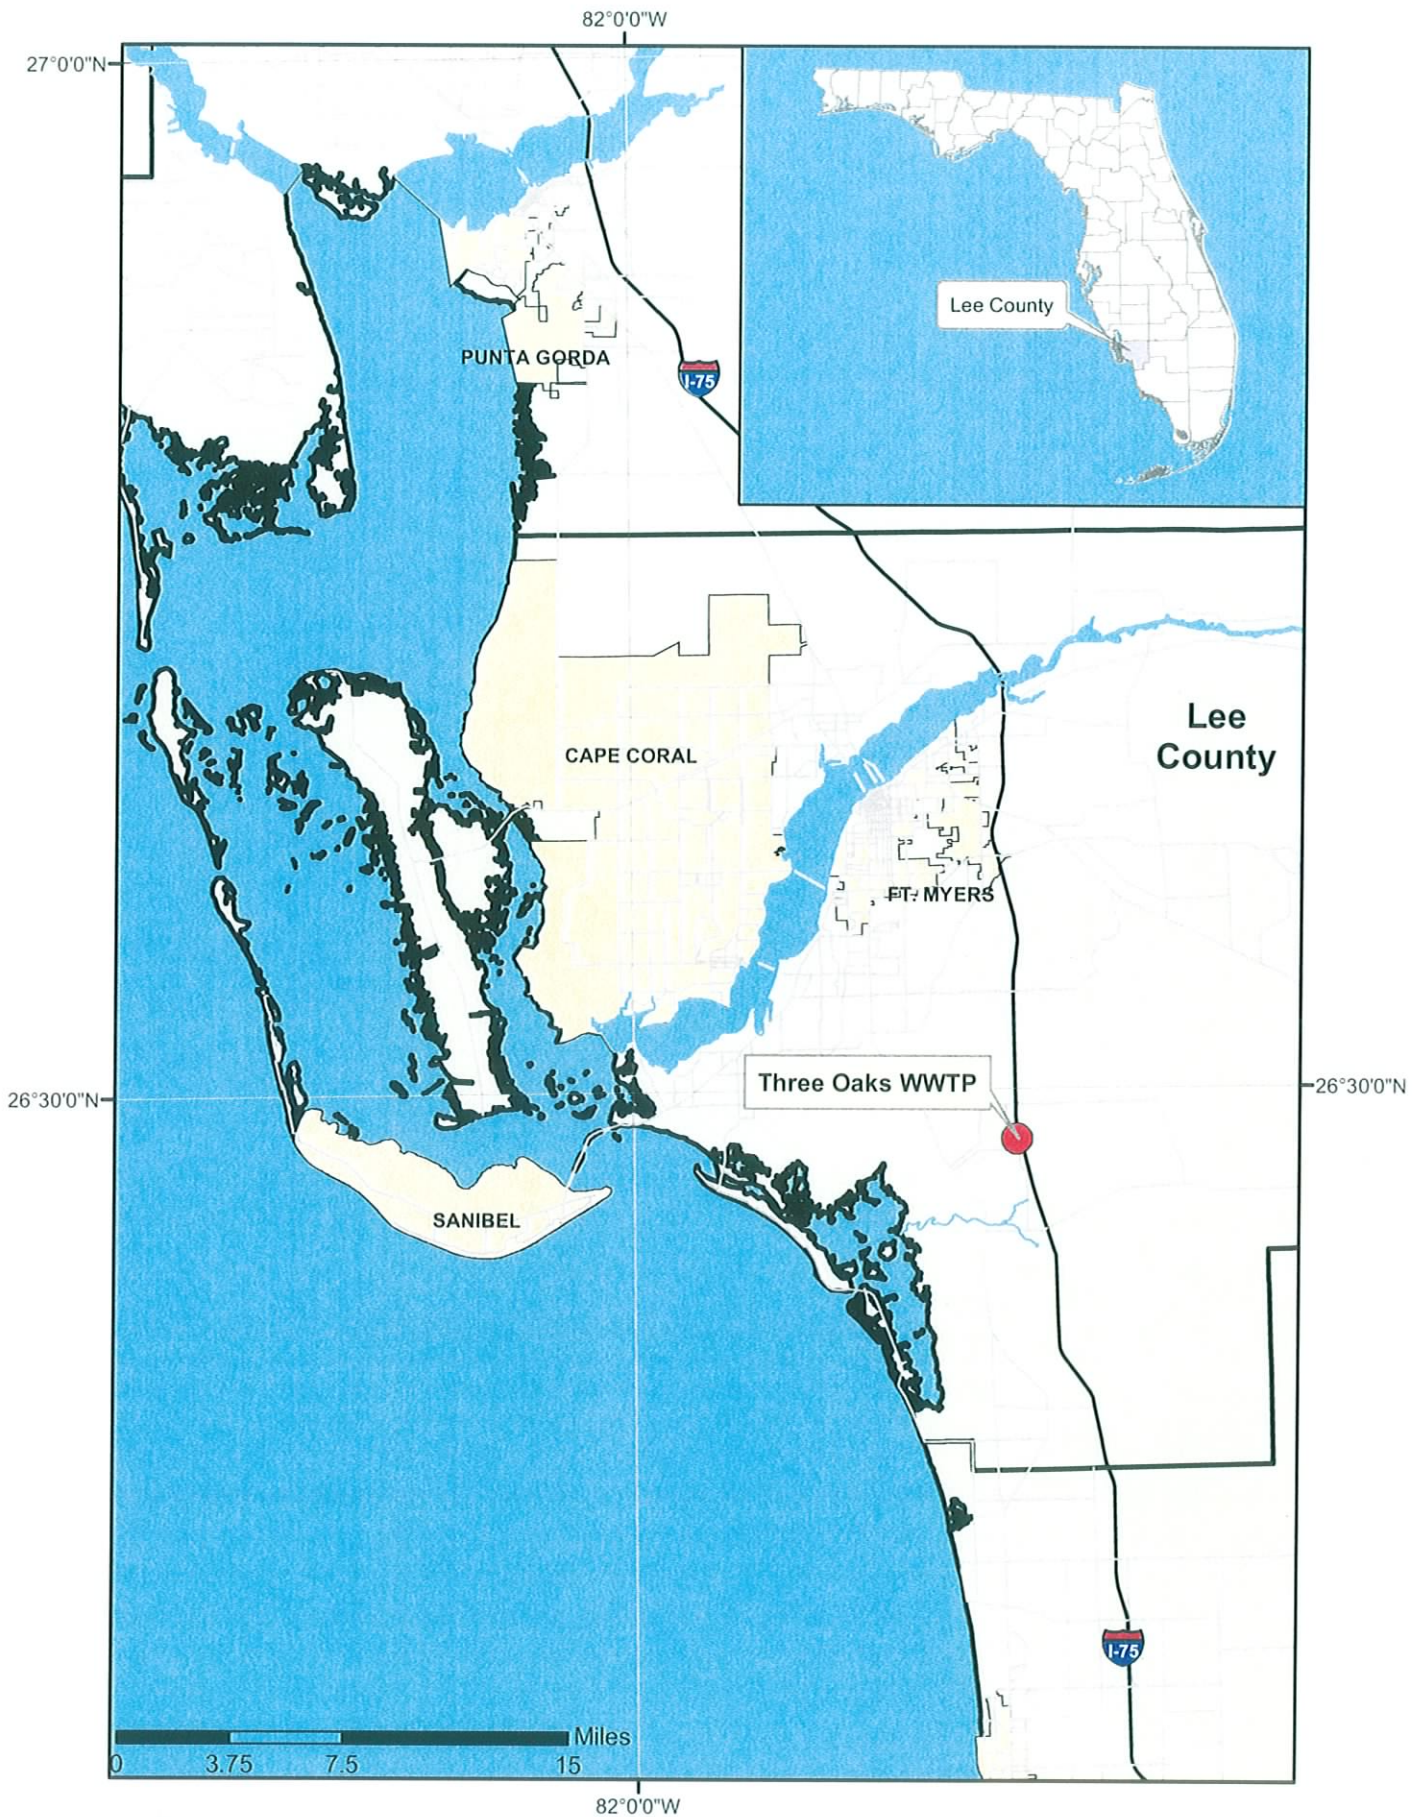 82°0'0"W
27°0'0"N
Lee County
PUNTA GORDA
I-75
Lee
County
CAPE CORAL
FT. MYERS
Three Oaks WWTP
26°30'0"N
26°30'0"N
SANIBEL
I-75
Miles
0 3.75 7.5 15
82°0'0"W